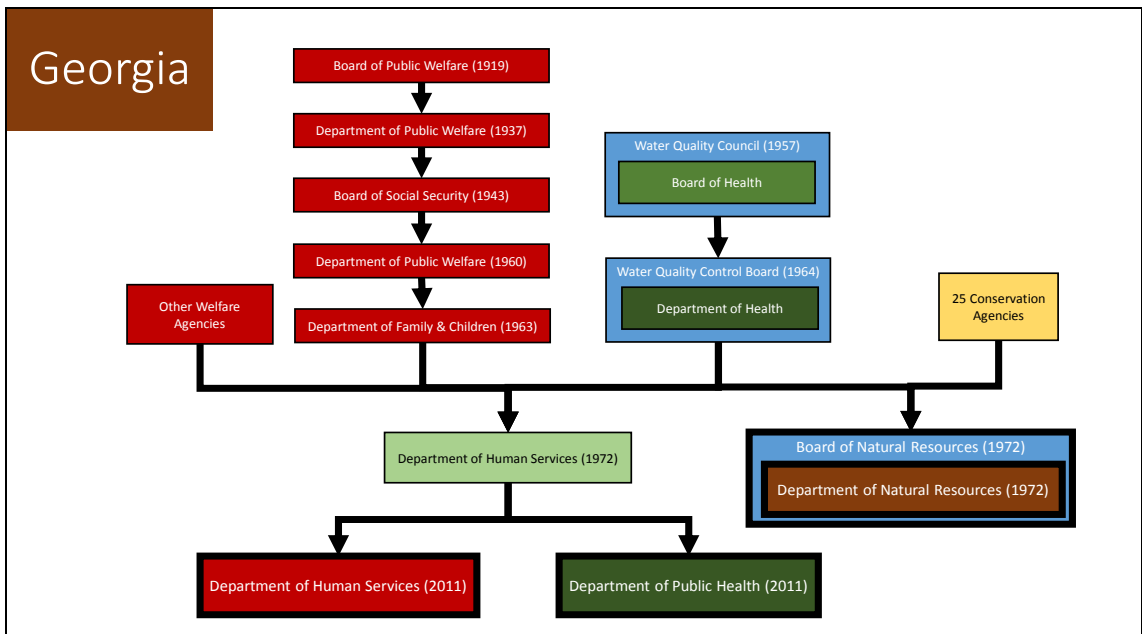 Georgia
Board of Public Welfare (1919)
Department of Public Welfare (1937)
Board of Social Security (1943)
Department of Public Welfare (1960)
Department of Family & Children (1963)
Other Welfare
Agencies
Water Quality Council (1957)
Board of Health
Water Quality Control Board (1964)
Department of Health
25 Conservation
Agencies
Department of Human Services (1972)
Board of Natural Resources (1972)
Department of Natural Resources (1972)
Department of Human Services (2011)
Department of Public Health (2011)